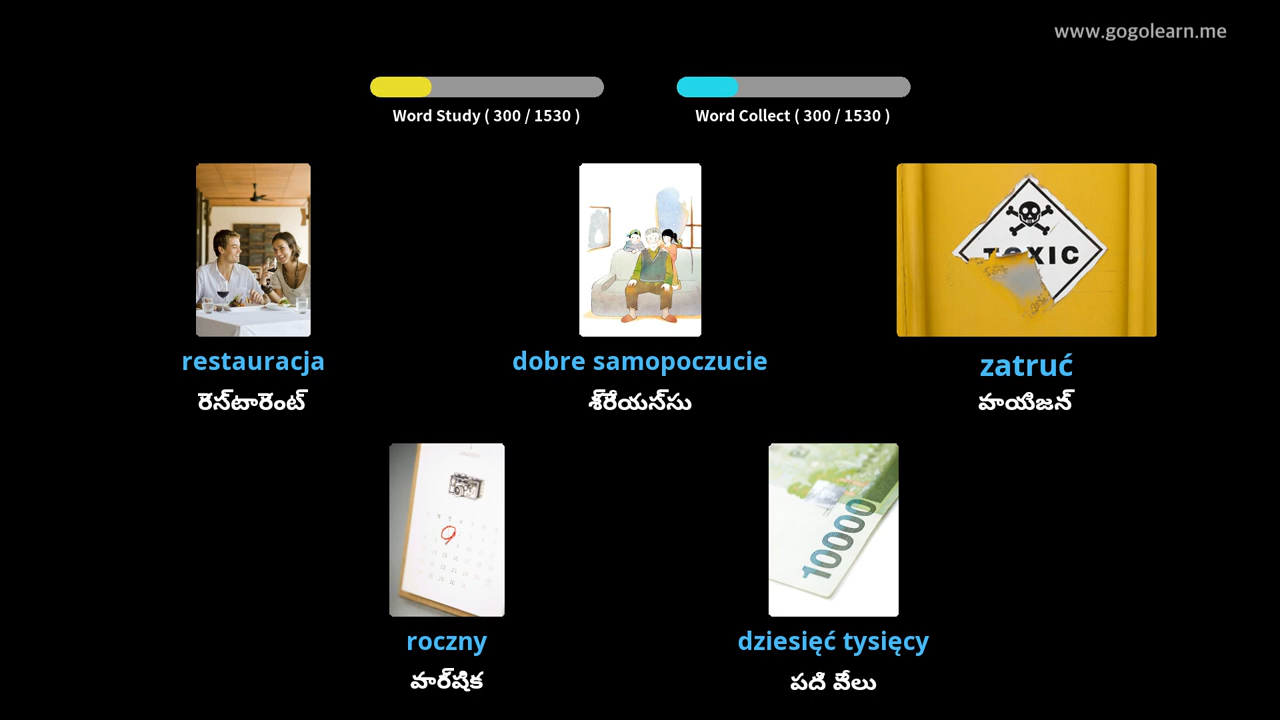 www.gogolearn.me
Word Study ( 300 / 1530 )
Word Collect ( 300 / 1530 )
TOXIC
restauracja
dobre samopoczucie
zatruć
రెస్‌టారెంట్
శ్‌రేయస్‌సు
పాయిజన్
10000
roczny
dziesięć tysięcy
వార్‌షిక
పది వేలు